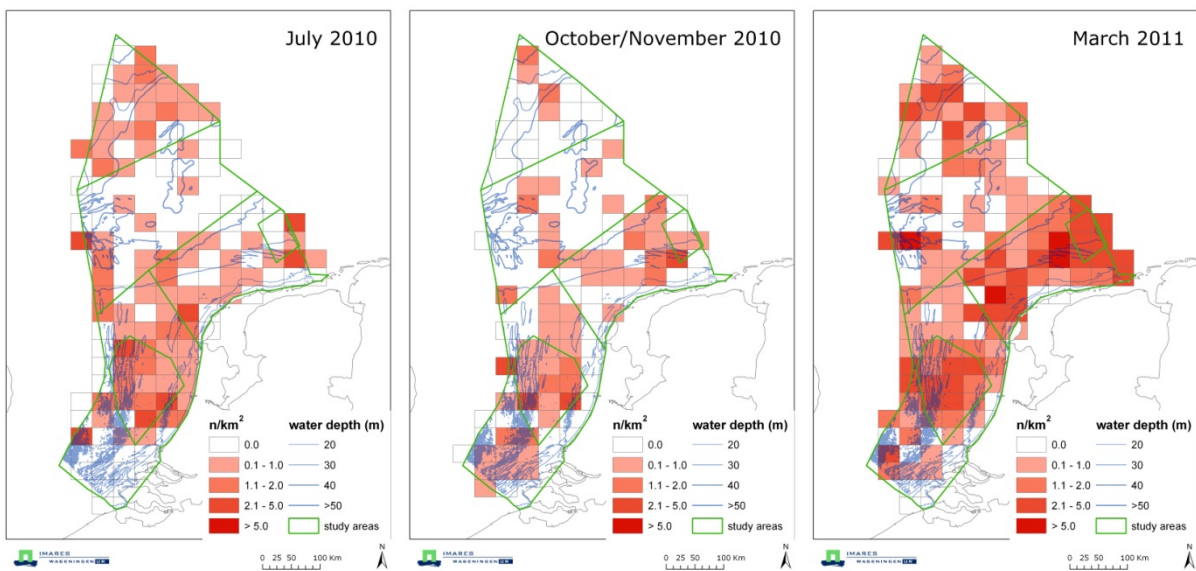 July 2010
n/km² water depth (m)
0.0 20
0.1 - 1.0 30
1.1 - 2.0 40
2.1 - 5.0 >50
> 5.0 study areas
IMARES
WAGENINGEN UR
0 25 50 100 Km
N
October/November 2010
n/km² water depth (m)
0.0 20
0.1 - 1.0 30
1.1 - 2.0 40
2.1 - 5.0 >50
> 5.0 study areas
IMARES
WAGENINGEN UR
0 25 50 100 Km
N
March 2011
n/km² water depth (m)
0.0 20
0.1 - 1.0 30
1.1 - 2.0 40
2.1 - 5.0 >50
> 5.0 study areas
IMARES
WAGENINGEN UR
0 25 50 100 Km
N